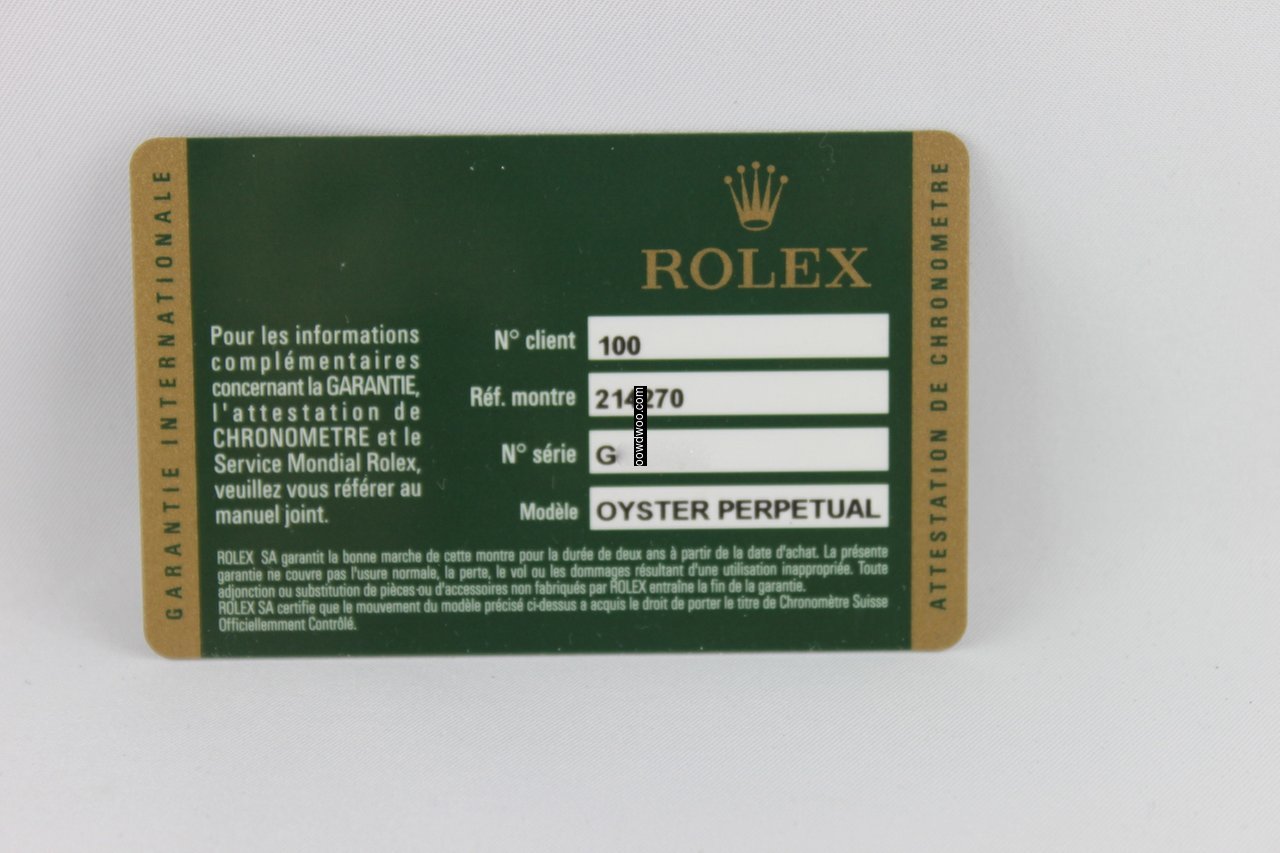 GARANTIE INTERNATIONALE
ROLEX
Pour les informations
complémentaires
concernant la GARANTIE,
l'attestation de
CHRONOMETRE et le
Service Mondial Rolex,
veuillez vous référer au
manuel joint.
N° client 100
Réf. montre 214270
N° série G
Modèle OYSTER PERPETUAL
powdwoo.com
ROLEX SA garantit la bonne marche de cette montre pour la durée de deux ans à partir de la date d'achat. La présente
garantie ne couvre pas l'usure normale, la perte, le vol ou les dommages résultant d'une utilisation inappropriée. Toute
adjonction ou substitution de pièces ou d'accessoires non fabriqués par ROLEX entraîne la fin de la garantie.
ROLEX SA certifie que le mouvement du modèle précisé ci-dessus a acquis le droit de porter le titre de Chronomètre Suisse
Officiellemment Contrôlé.
ATTESTATION DE CHRONOMETRE